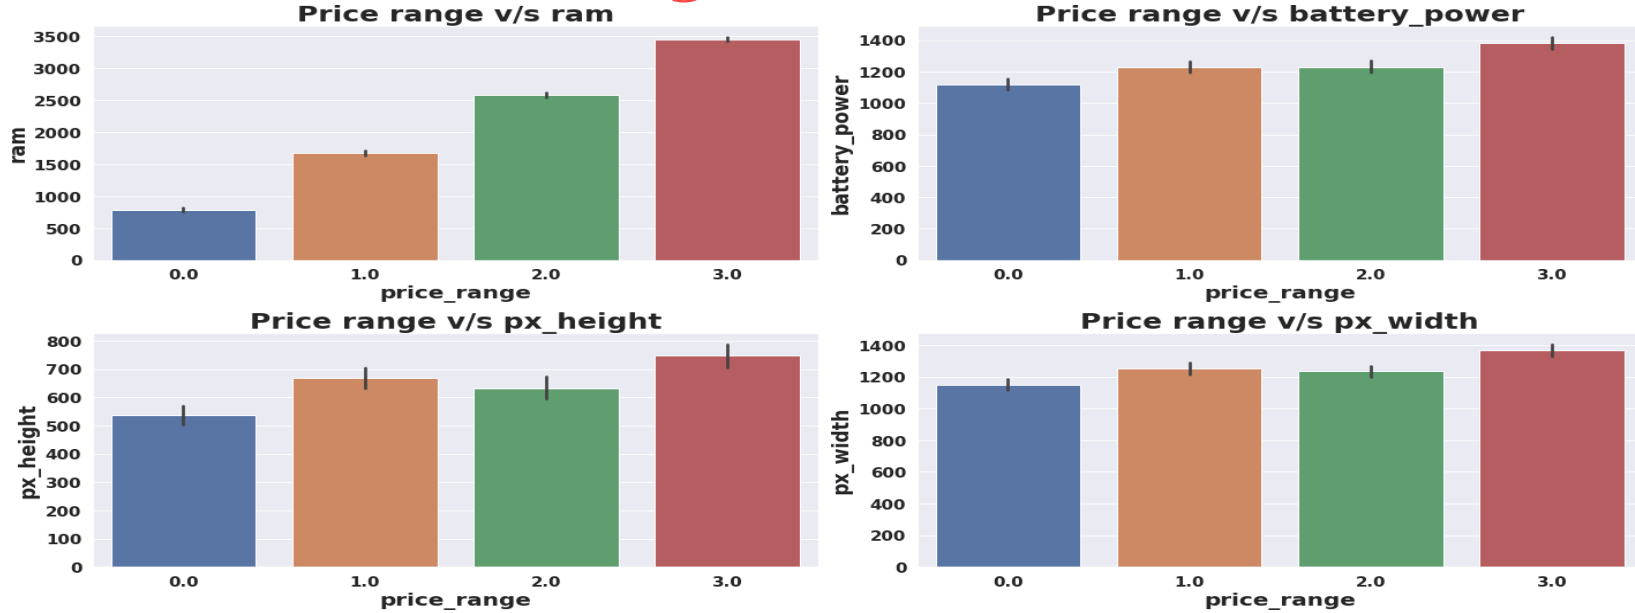 Price range v/s ram
3500
3000
2500
2000
1500
1000
500
0
ram
0.0 1.0 2.0 3.0
price_range
Price range v/s battery_power
1400
1200
1000
800
600
400
200
0
battery_power
0.0 1.0 2.0 3.0
price_range
Price range v/s px_height
800
700
600
500
400
300
200
100
0
px_height
0.0 1.0 2.0 3.0
price_range
Price range v/s px_width
1400
1200
1000
800
600
400
200
0
px_width
0.0 1.0 2.0 3.0
price_range